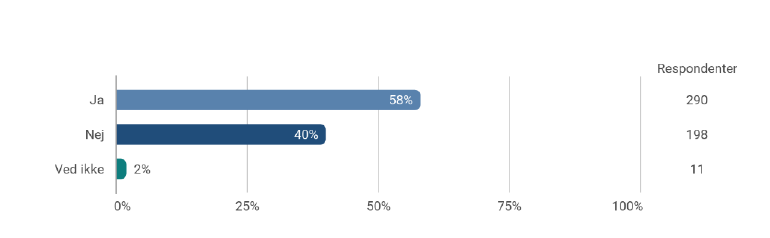 Respondenter
Ja 58% 290
Nej 40% 198
Ved ikke 2% 11
0% 25% 50% 75% 100%